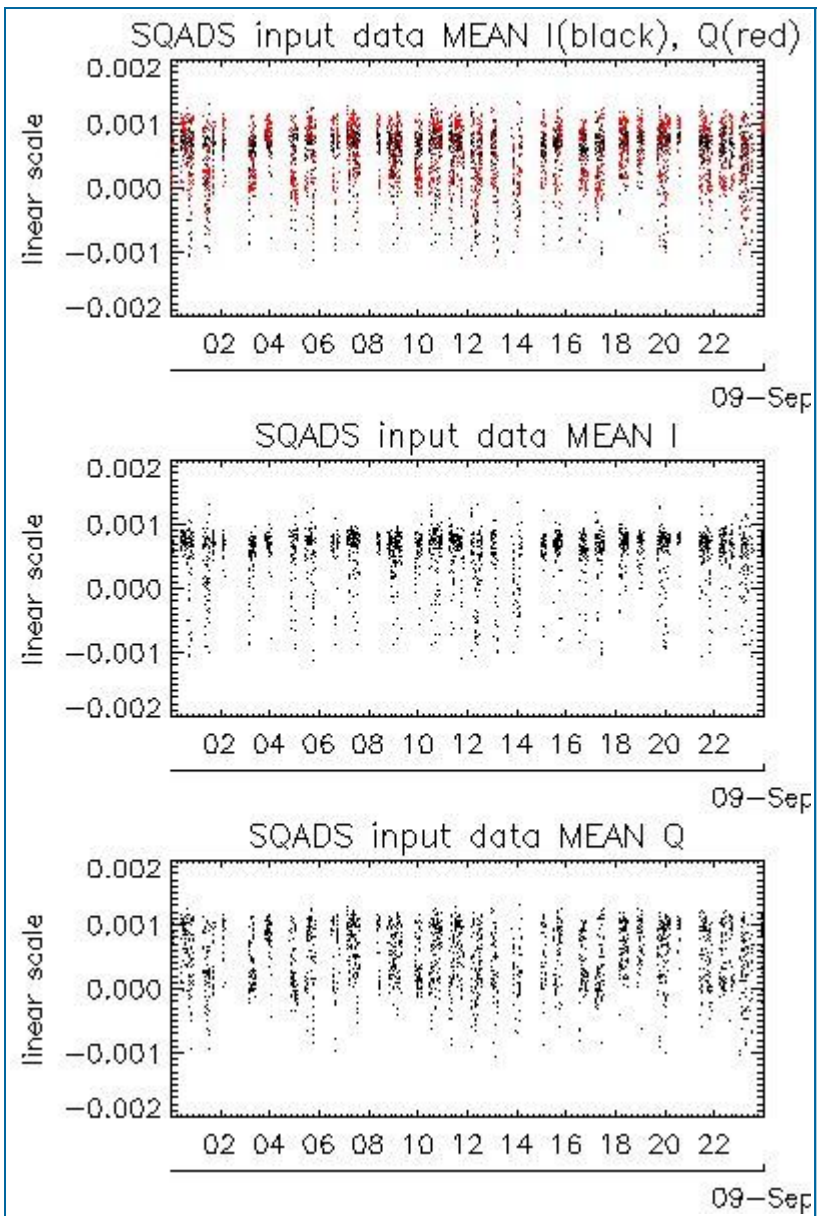 SQADS input data MEAN I(black), Q(red)
0.002
0.001
0.000
−0.001
−0.002
linear scale
02 04 06 08 10 12 14 16 18 20 22
09−Sep
SQADS input data MEAN I
0.002
0.001
0.000
−0.001
−0.002
linear scale
02 04 06 08 10 12 14 16 18 20 22
09−Sep
SQADS input data MEAN Q
0.002
0.001
0.000
−0.001
−0.002
linear scale
02 04 06 08 10 12 14 16 18 20 22
09−Sep